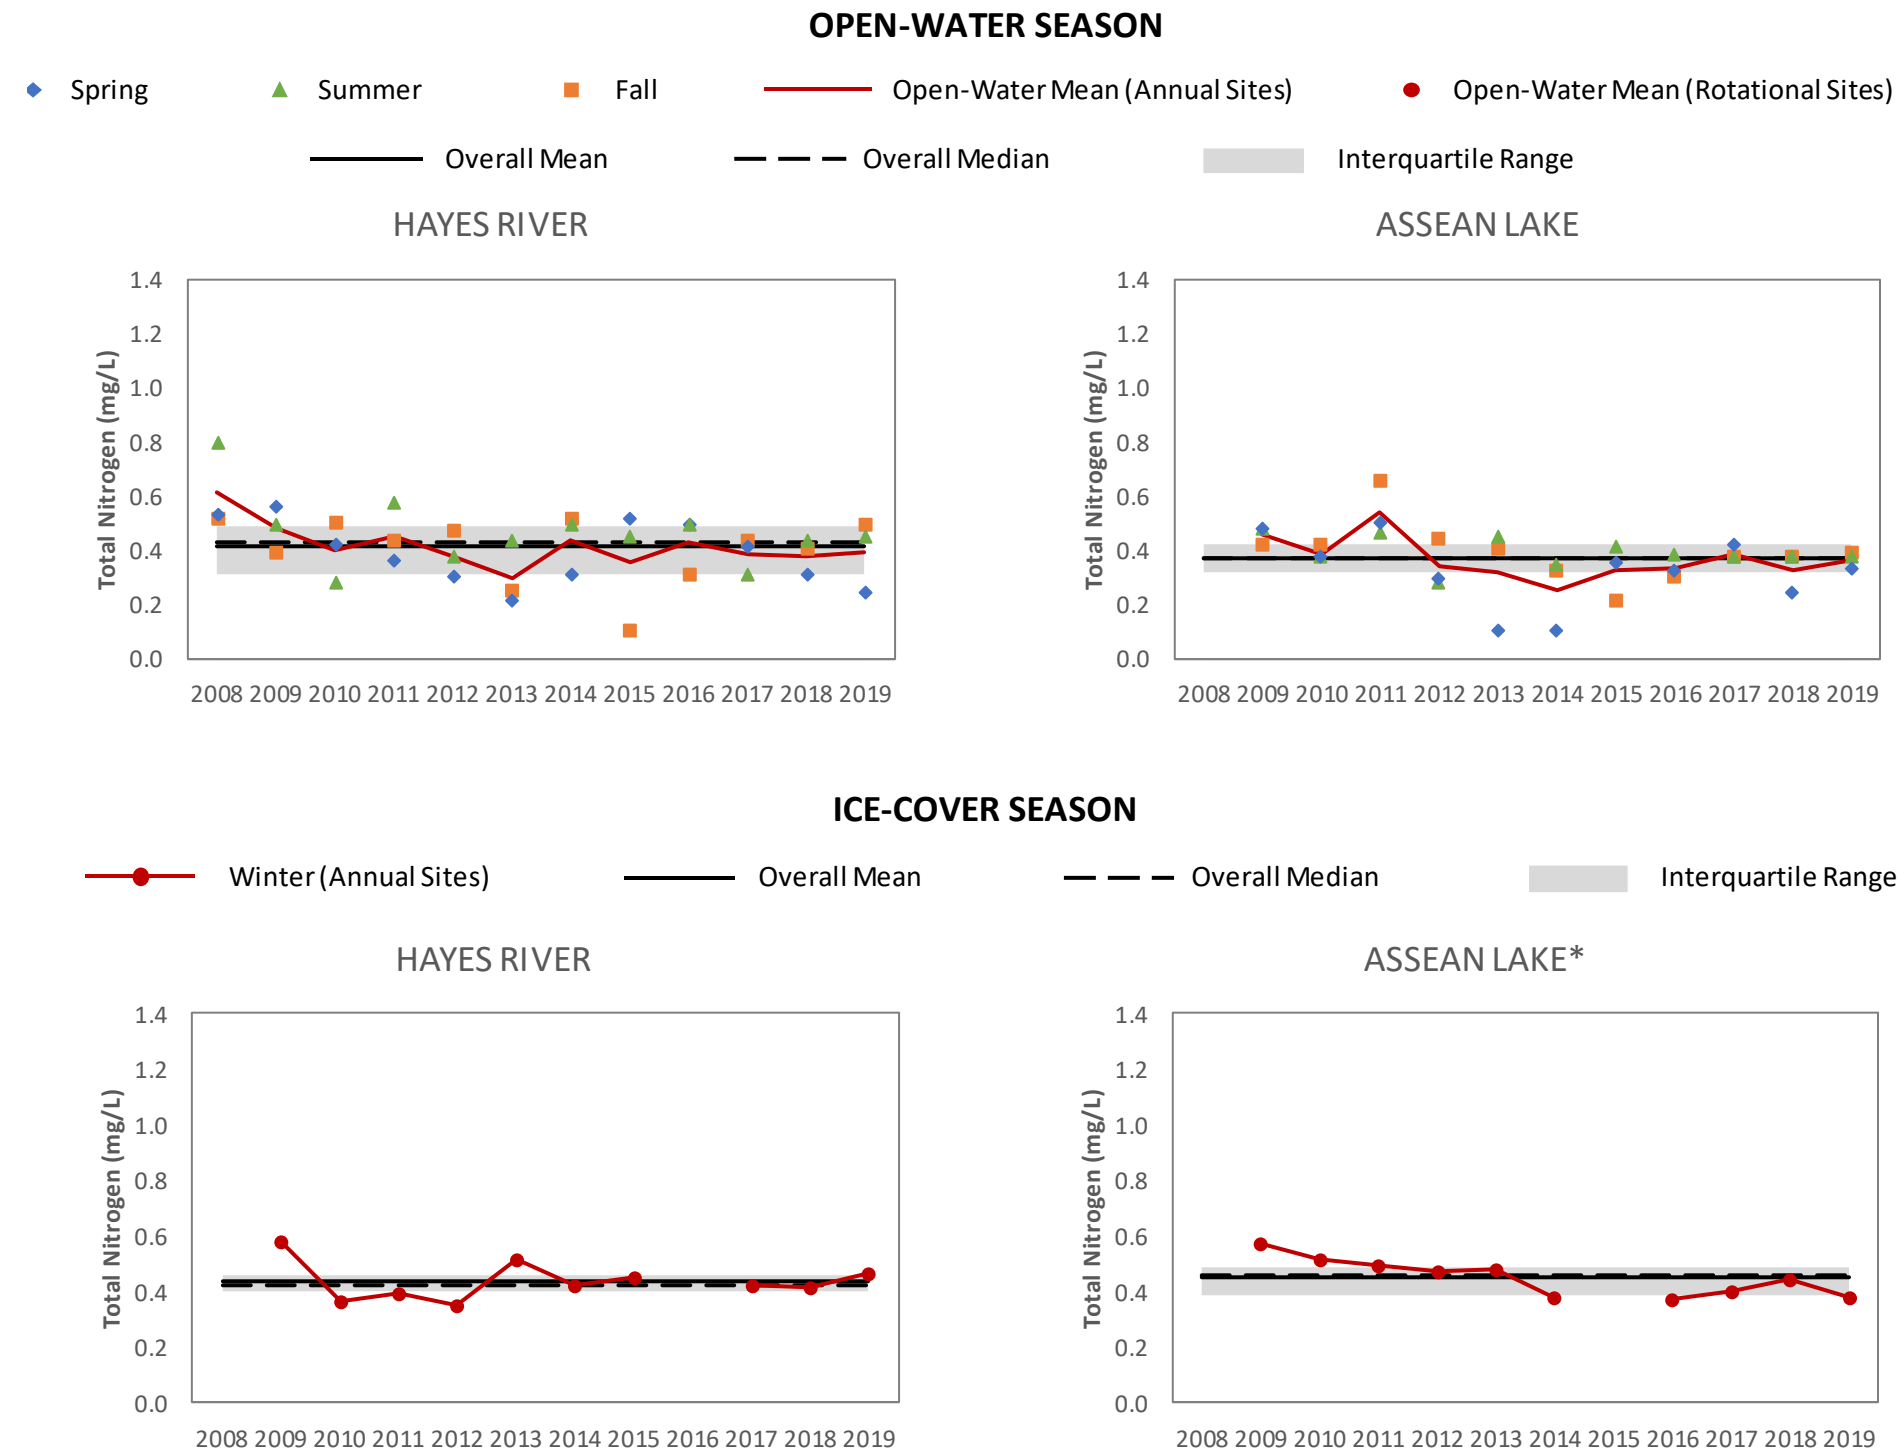 OPEN-WATER SEASON
Spring Summer Fall Open-Water Mean (Annual Sites) Open-Water Mean (Rotational Sites)
Overall Mean Overall Median Interquartile Range
HAYES RIVER
Total Nitrogen (mg/L)
1.4
1.2
1.0
0.8
0.6
0.4
0.2
0.0
2008 2009 2010 2011 2012 2013 2014 2015 2016 2017 2018 2019
ASSEAN LAKE
Total Nitrogen (mg/L)
1.4
1.2
1.0
0.8
0.6
0.4
0.2
0.0
2008 2009 2010 2011 2012 2013 2014 2015 2016 2017 2018 2019
ICE-COVER SEASON
Winter (Annual Sites) Overall Mean Overall Median Interquartile Range
HAYES RIVER
Total Nitrogen (mg/L)
1.4
1.2
1.0
0.8
0.6
0.4
0.2
0.0
2008 2009 2010 2011 2012 2013 2014 2015 2016 2017 2018 2019
ASSEAN LAKE*
Total Nitrogen (mg/L)
1.4
1.2
1.0
0.8
0.6
0.4
0.2
0.0
2008 2009 2010 2011 2012 2013 2014 2015 2016 2017 2018 2019